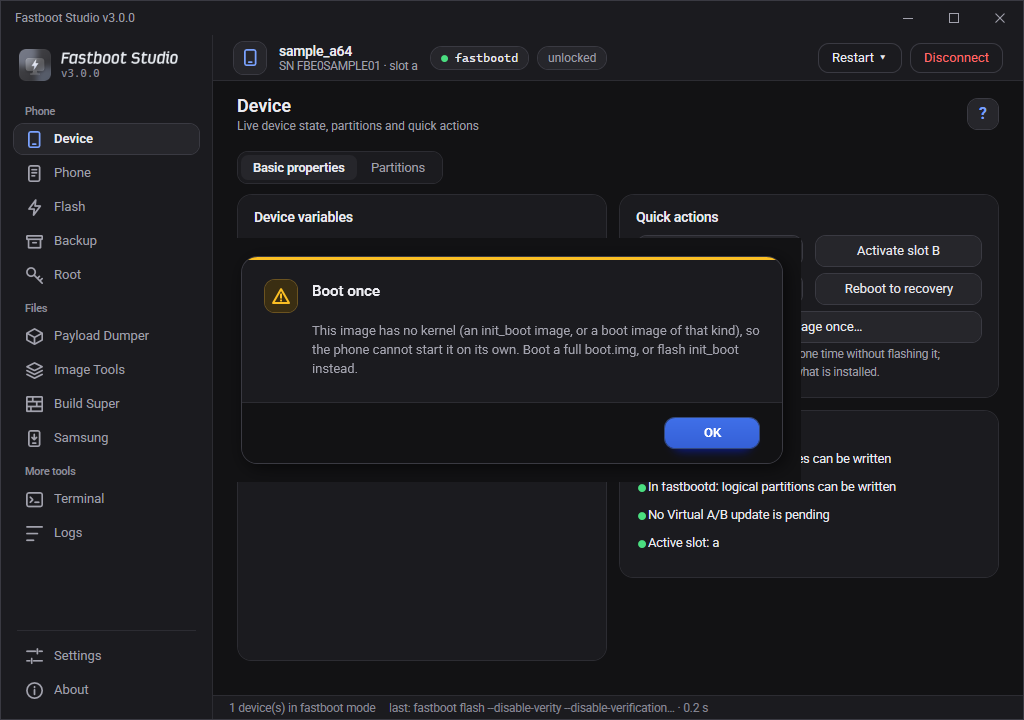 Fastboot Studio v3.0.0
Fastboot Studio
v3.0.0
sample_a64
SN FBE0SAMPLE01 · slot a
fastbootd
unlocked
Restart ▾
Disconnect
Phone
Device
Phone
Flash
Backup
Root
Files
Payload Dumper
Image Tools
Build Super
Samsung
More tools
Terminal
Logs
Settings
About
Device
Live device state, partitions and quick actions
?
Basic properties
Partitions
Device variables
Quick actions
Activate slot B
Reboot to recovery
age once...
one time without flashing it;
what is installed.
Boot once
This image has no kernel (an init_boot image, or a boot image of that kind), so
the phone cannot start it on its own. Boot a full boot.img, or flash init_boot
instead.
OK
es can be written
In fastbootd: logical partitions can be written
No Virtual A/B update is pending
Active slot: a
1 device(s) in fastboot mode
last: fastboot flash --disable-verity --disable-verification... · 0.2 s